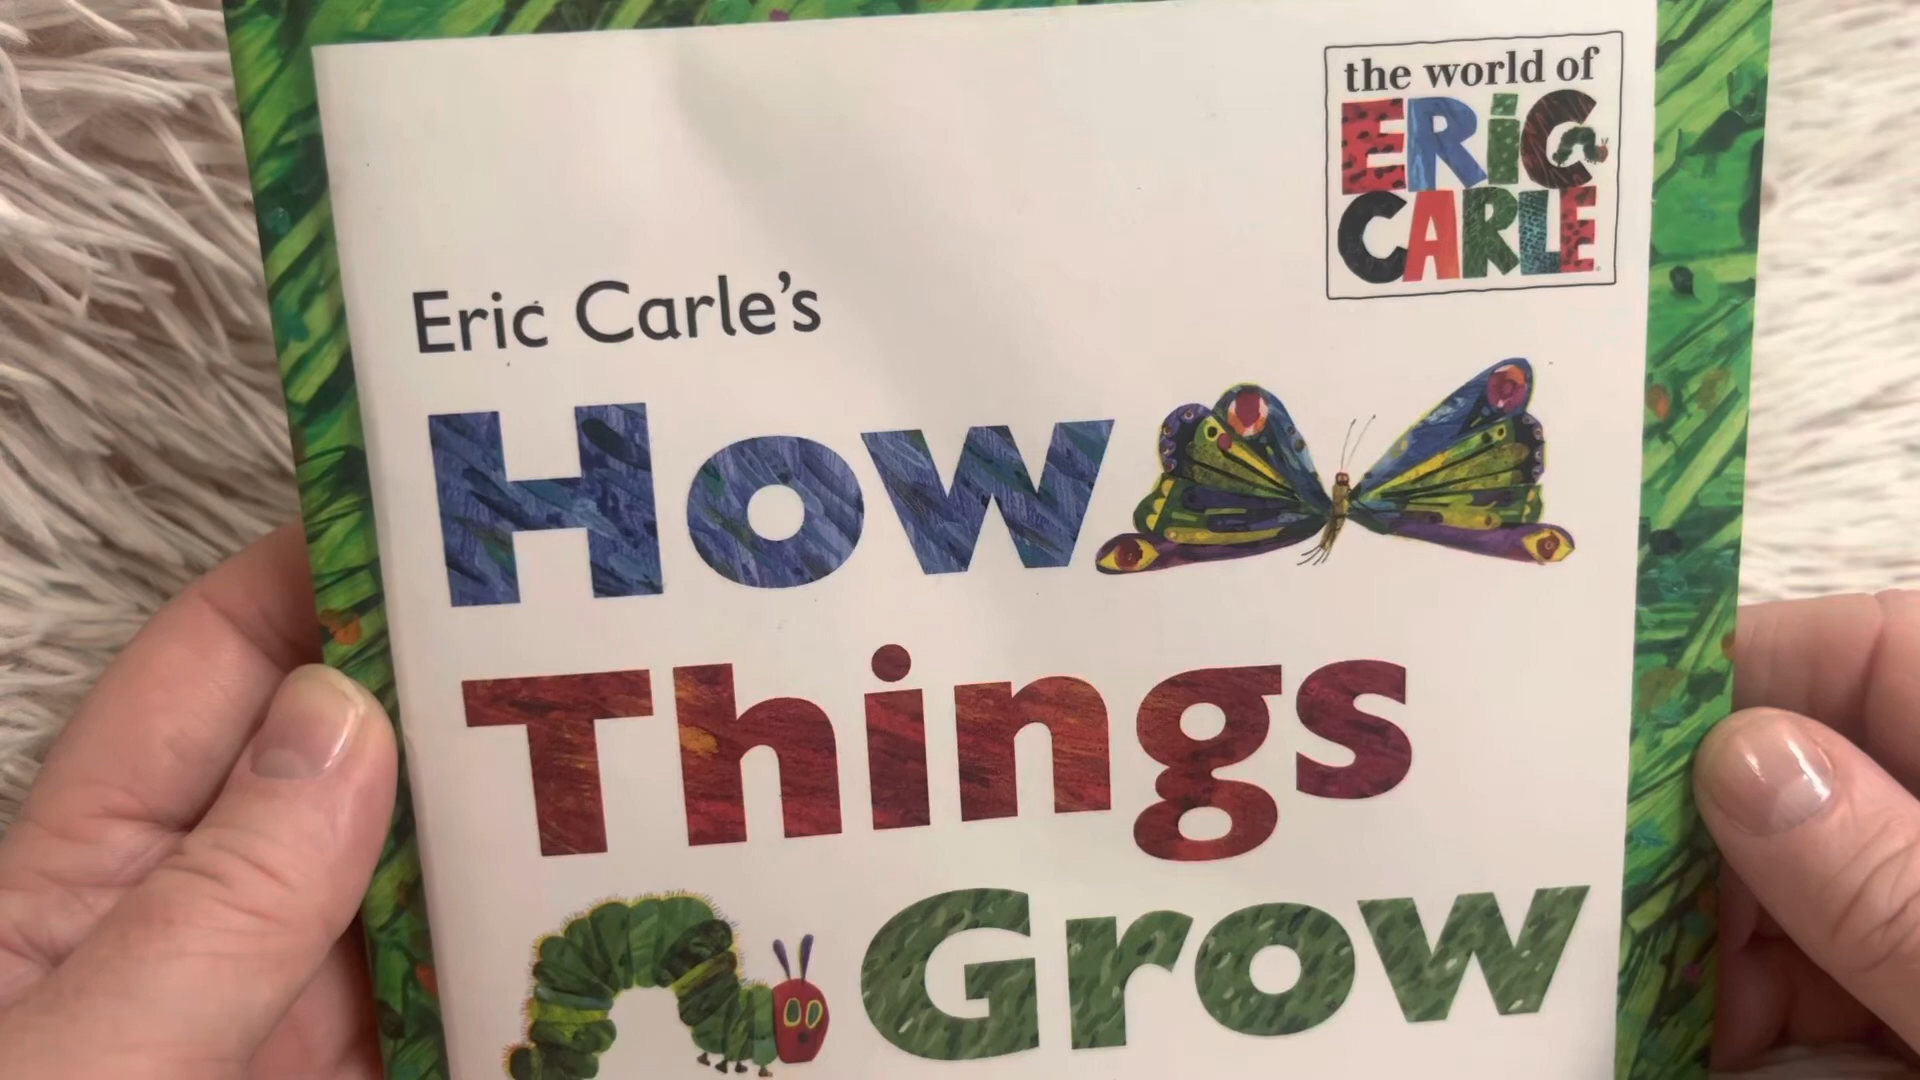 the world of
ERiC
CARLE
Eric Carle's
How
Things
Grow